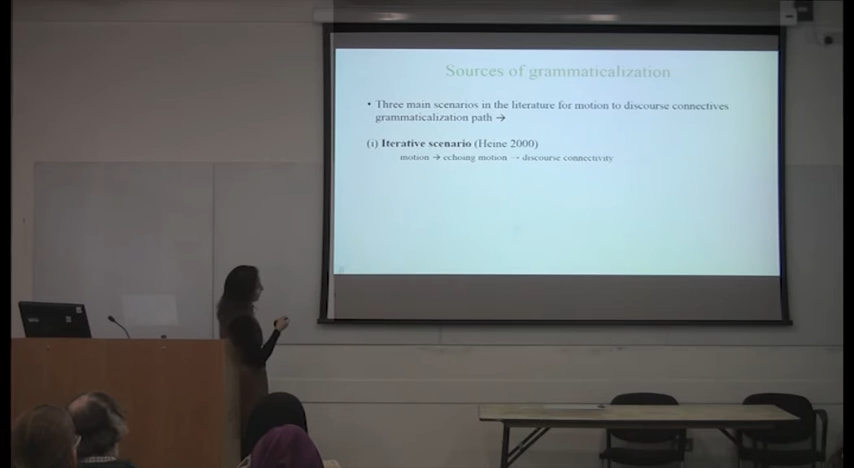 Sources of grammaticalization
• Three main scenarios in the literature for motion to discourse connectives
grammaticalization path →
(i) Iterative scenario (Heine 2000)
motion → echoing motion → discourse connectivity